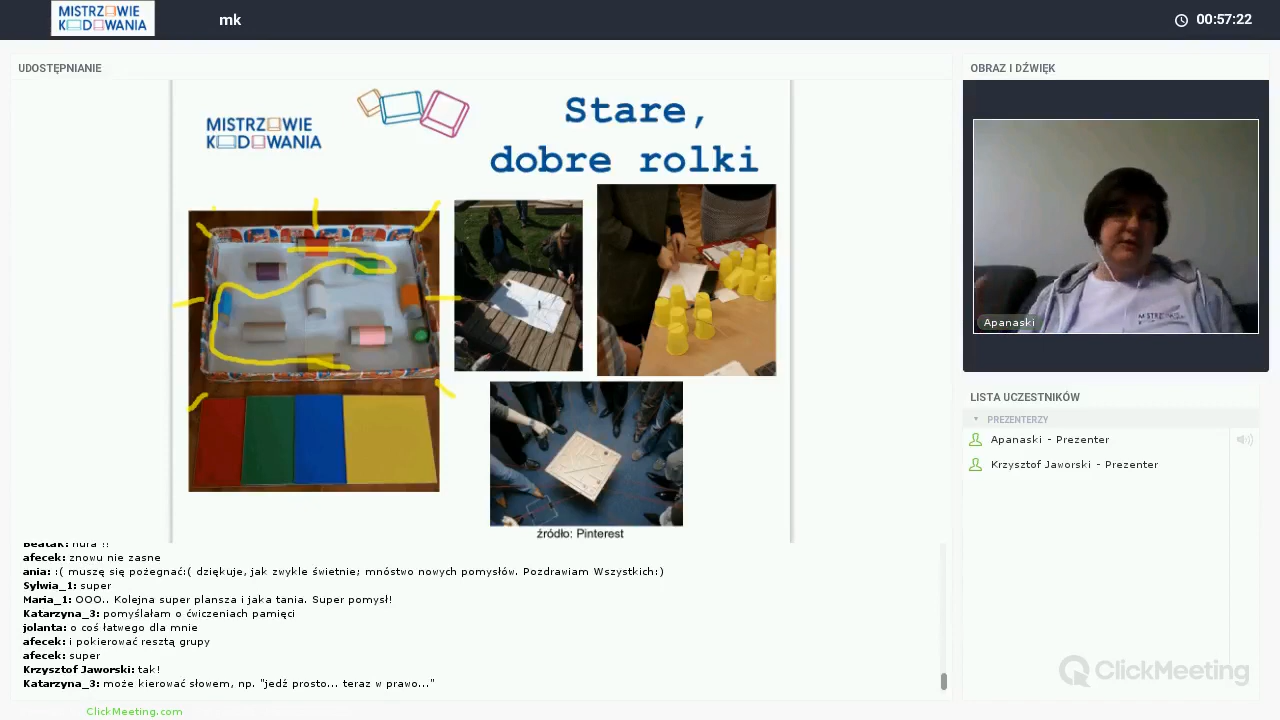 MISTRZOWIE
KODOWANIA
mk
00:57:22
UDOSTĘPNIANIE
OBRAZ I DŹWIĘK
MISTRZOWIE
KODOWANIA
Stare,
dobre rolki
źródło: Pinterest
Apanaski
LISTA UCZESTNIKÓW
PREZENTERZY
Apanaski - Prezenter
Krzysztof Jaworski - Prezenter
BeataK: hura !!
afecek: znowu nie zasne
ania: :( muszę się pożegnać:( dziękuje, jak zwykle świetnie; mnóstwo nowych pomysłów. Pozdrawiam Wszystkich:)
Sylwia_1: super
Maria_1: OOO.. Kolejna super plansza i jaka tania. Super pomysł!
Katarzyna_3: pomyślałam o ćwiczeniach pamięci
jolanta: o coś łatwego dla mnie
afecek: i pokierować resztą grupy
afecek: super
Krzysztof Jaworski: tak!
Katarzyna_3: może kierować słowem, np. "jedź prosto... teraz w prawo..."
ClickMeeting
ClickMeeting.com